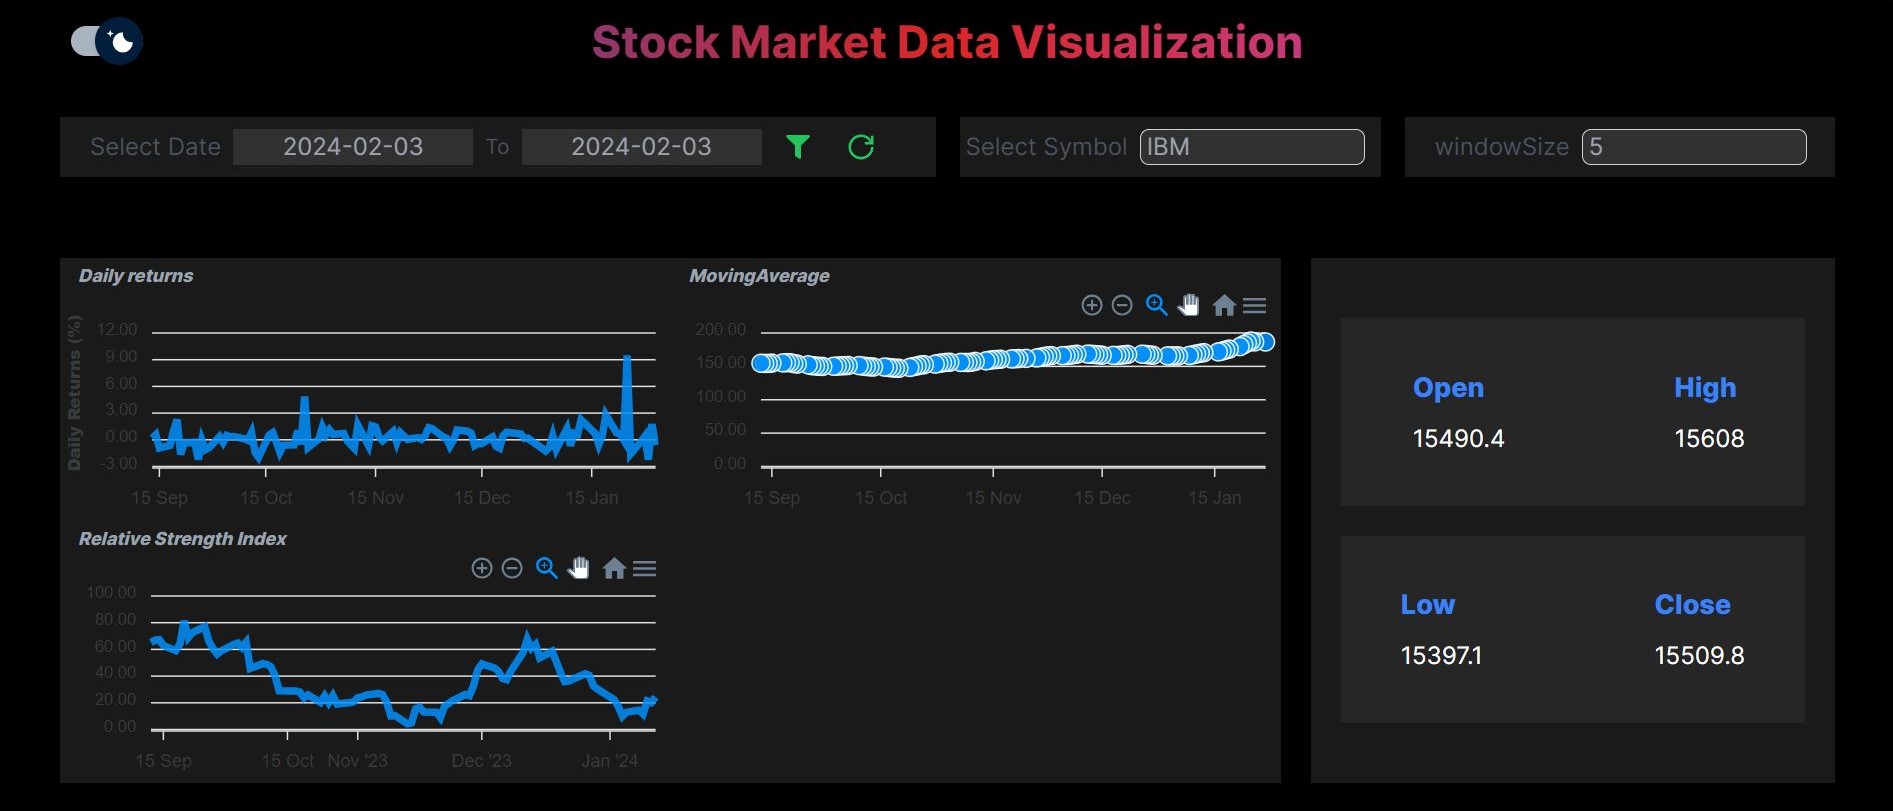 Stock Market Data Visualization
Select Date 2024-02-03 To 2024-02-03
Select Symbol IBM
windowSize 5
Daily returns
Daily Returns (%)
12.00
9.00
6.00
3.00
0.00
-3.00
15 Sep 15 Oct 15 Nov 15 Dec 15 Jan
MovingAverage
200.00
150.00
100.00
50.00
0.00
15 Sep 15 Oct 15 Nov 15 Dec 15 Jan
Relative Strength Index
100.00
80.00
60.00
40.00
20.00
0.00
15 Sep 15 Oct Nov '23 Dec '23 Jan '24
Open High
15490.4 15608
Low Close
15397.1 15509.8